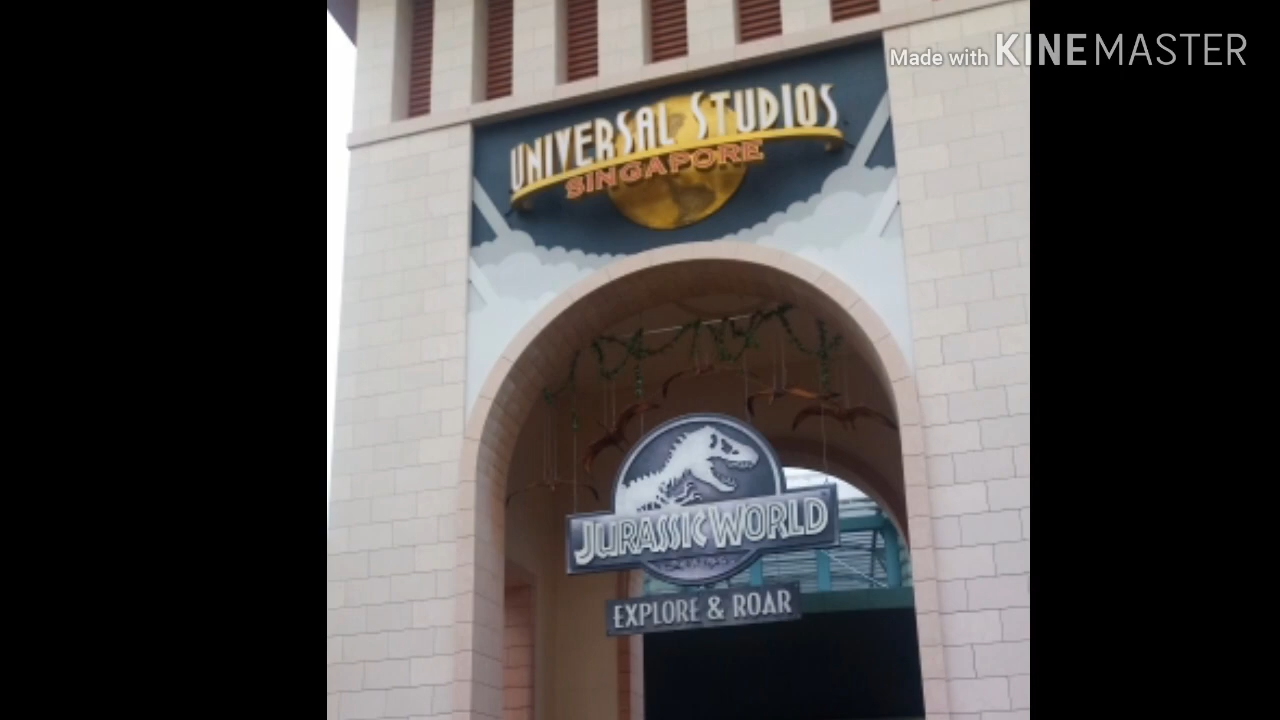 Made with KINEMASTER
UNIVERSAL STUDIOS
SINGAPORE
JURASSIC WORLD
EXPLORE & ROAR